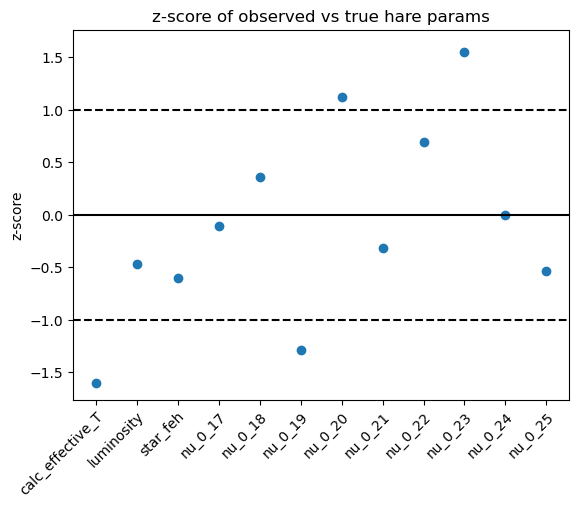 z-score of observed vs true hare params
z-score
1.5
1.0
0.5
0.0
−0.5
−1.0
−1.5
calc_effective_T
luminosity
star_feh
nu_0_17
nu_0_18
nu_0_19
nu_0_20
nu_0_21
nu_0_22
nu_0_23
nu_0_24
nu_0_25